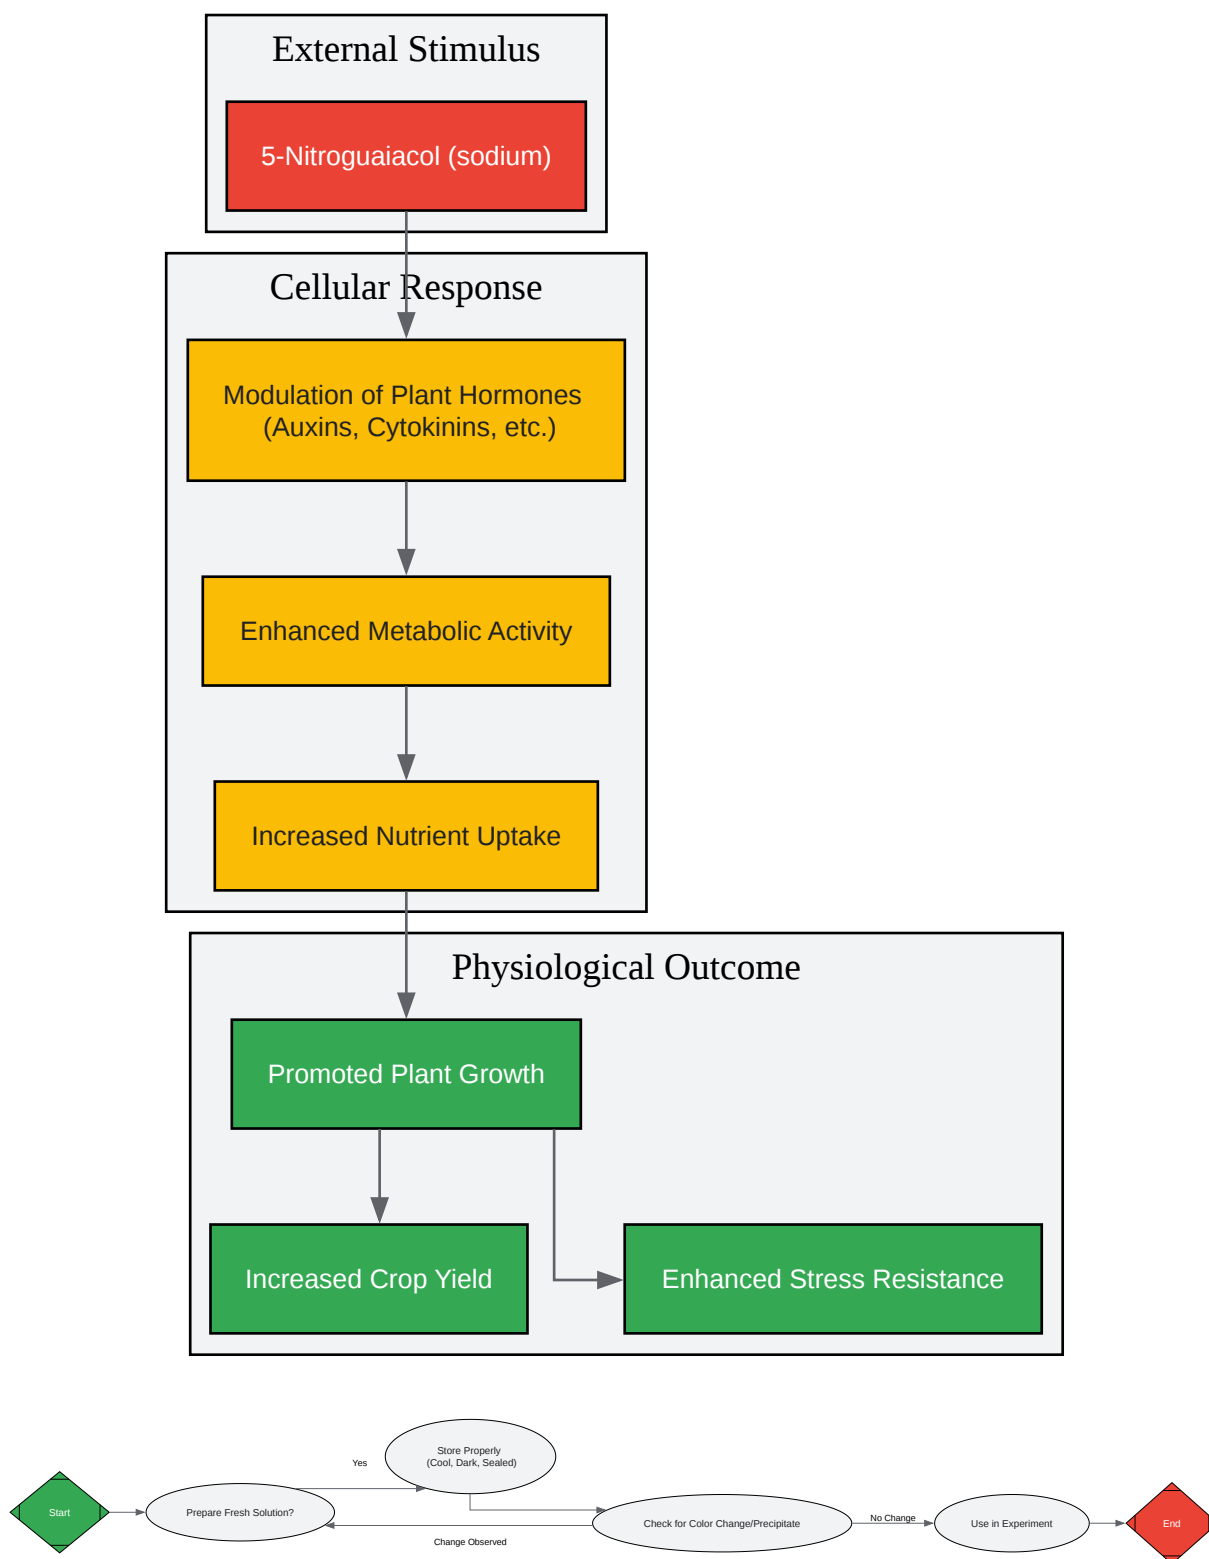 External Stimulus
5-Nitroguaiacol (sodium)
Cellular Response
Modulation of Plant Hormones
(Auxins, Cytokinins, etc.)
Enhanced Metabolic Activity
Increased Nutrient Uptake
Physiological Outcome
Promoted Plant Growth
Increased Crop Yield
Enhanced Stress Resistance
Start
Prepare Fresh Solution?
Yes
Store Properly
(Cool, Dark, Sealed)
Change Observed
Check for Color Change/Precipitate
No Change
Use in Experiment
End